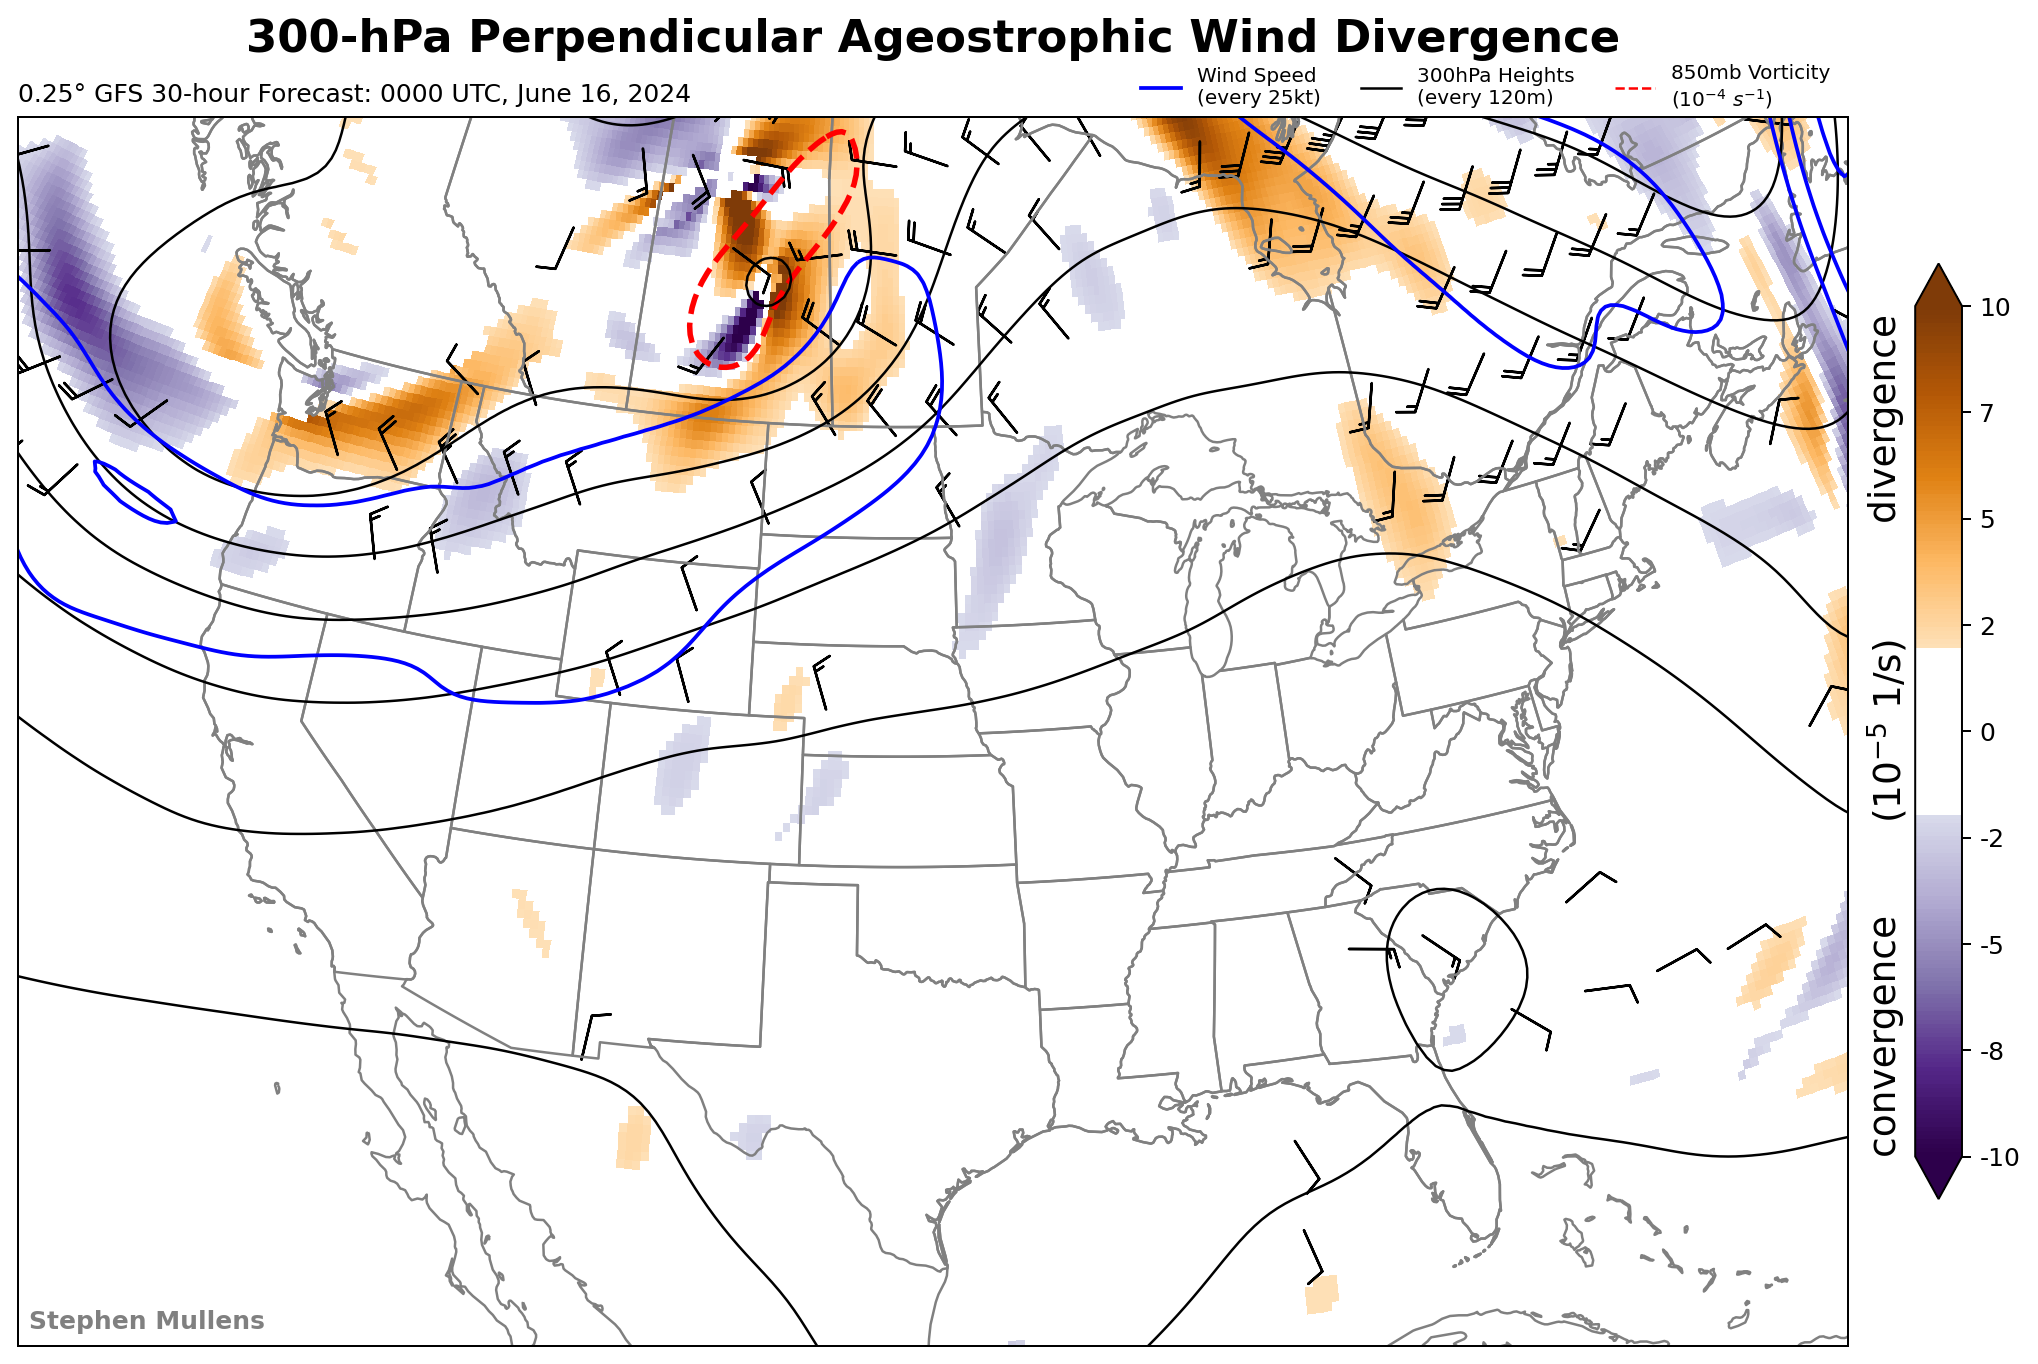 300-hPa Perpendicular Ageostrophic Wind Divergence
0.25° GFS 30-hour Forecast: 0000 UTC, June 16, 2024
Wind Speed
(every 25kt)
300hPa Heights
(every 120m)
850mb Vorticity
(10⁻⁴ s⁻¹)
10
7
5
2
0
-2
-5
-8
-10
convergence (10⁻⁵ 1/s) divergence
Stephen Mullens